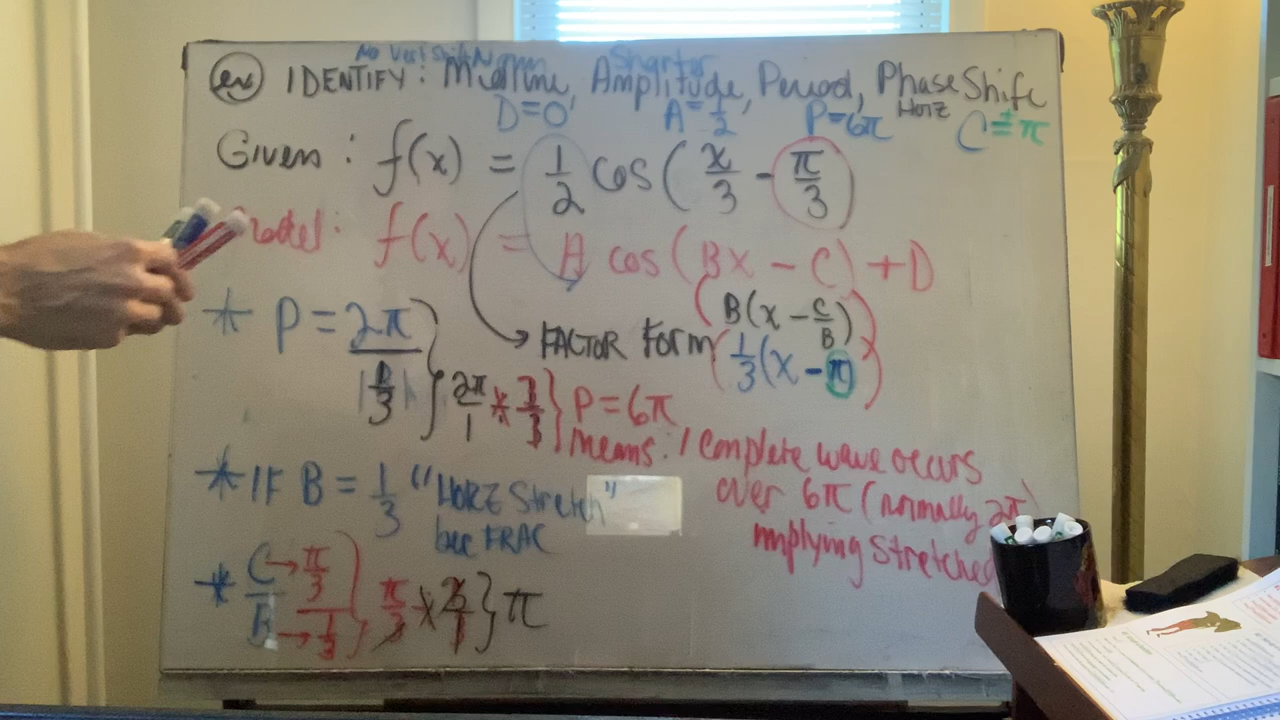 No Vert Shift Shorter
ex IDENTIFY: Midline, Amplitude, Period, Phase Shift
D=0 A=1/2 P=6π HORZ C=+π
Given: f(x) = 1/2 cos(x/3 - π/3)
Model: f(x) = A cos(Bx - C) + D
(B(x - C/B))
* P = 2π/|1/3| } 2π/1 * 3/1 } P = 6π
→ FACTOR Form (1/3(x - π))
means: 1 complete wave occurs
over 6π (normally 2π)
implying Stretched
* IF B = 1/3 "HORZ Stretch"
bec FRAC
* C/B → π/3 / → 1/3 } π/3 × 3/1 } π